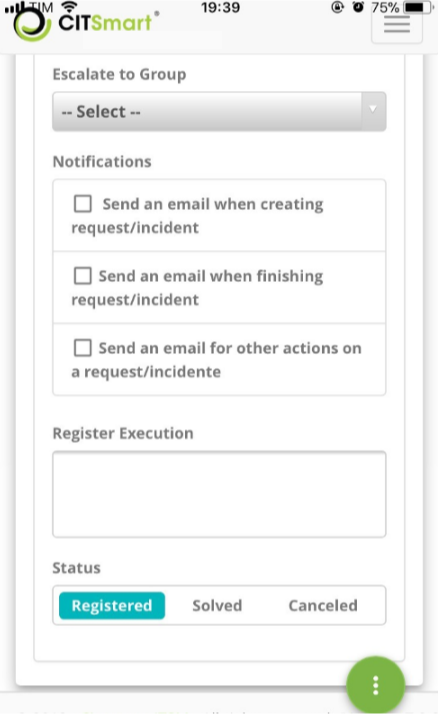 TIM 19:39 75%
CITSmart®
Escalate to Group
-- Select --
Notifications
Send an email when creating
request/incident
Send an email when finishing
request/incident
Send an email for other actions on
a request/incidente
Register Execution
Status
Registered Solved Canceled